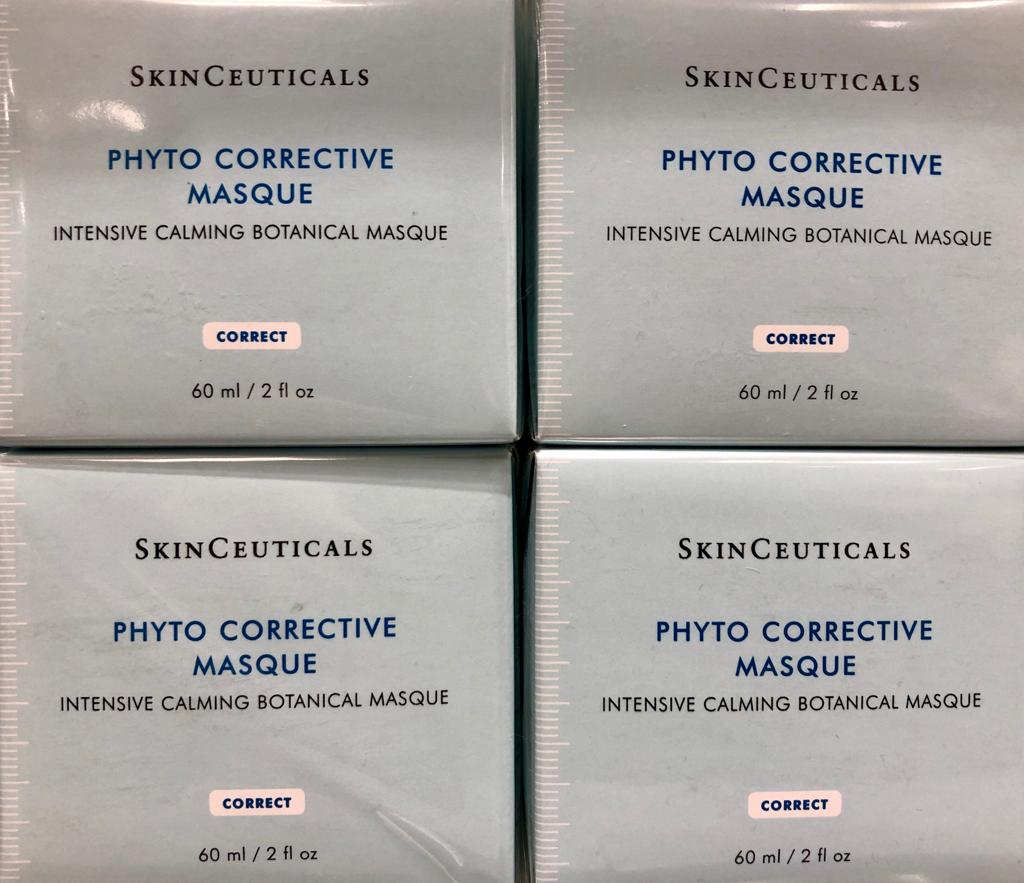 SKINCEUTICALS
PHYTO CORRECTIVE
MASQUE
INTENSIVE CALMING BOTANICAL MASQUE
CORRECT
60 ml / 2 fl oz
SKINCEUTICALS
PHYTO CORRECTIVE
MASQUE
INTENSIVE CALMING BOTANICAL MASQUE
CORRECT
60 ml / 2 fl oz
SKINCEUTICALS
PHYTO CORRECTIVE
MASQUE
INTENSIVE CALMING BOTANICAL MASQUE
CORRECT
60 ml / 2 fl oz
SKINCEUTICALS
PHYTO CORRECTIVE
MASQUE
INTENSIVE CALMING BOTANICAL MASQUE
CORRECT
60 ml / 2 fl oz